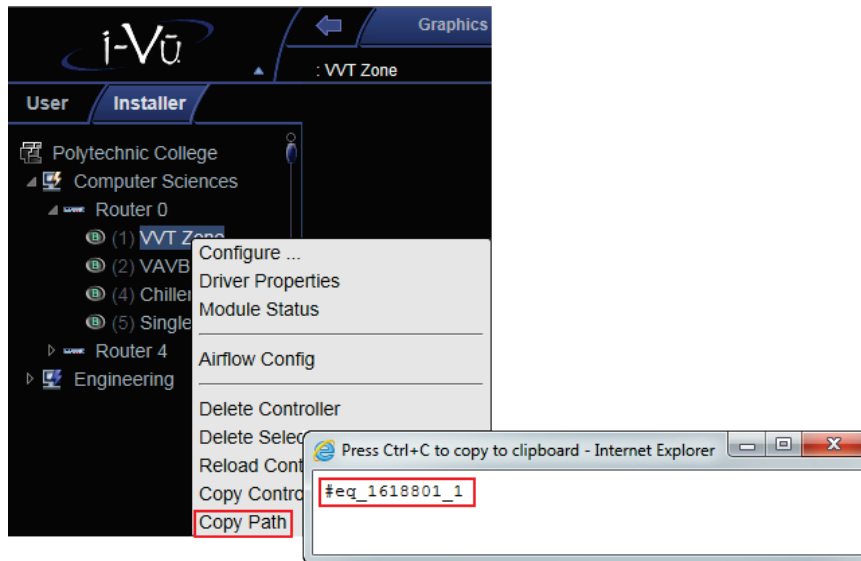 i-Vū
Graphics
: VVT Zone
User
Installer
Polytechnic College
Computer Sciences
Router 0
(1) VVT Zone
(2) VAVB
(4) Chiller
(5) Single
Router 4
Engineering
Configure ...
Driver Properties
Module Status
Airflow Config
Delete Controller
Delete Selec
Reload Cont
Copy Contro
Copy Path
Press Ctrl+C to copy to clipboard - Internet Explorer
#eq_1618801_1